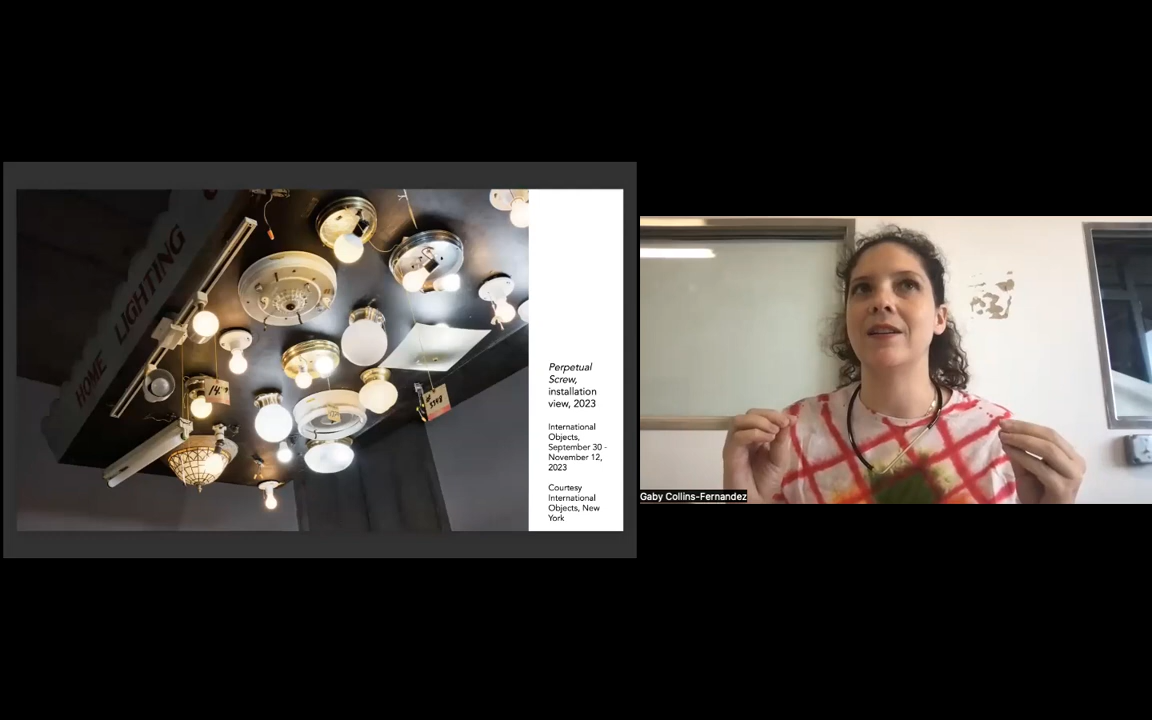 HOME LIGHTING
14.
Perpetual
Screw,
installation
view, 2023
International
Objects,
September 30 -
November 12,
2023
Courtesy
International
Objects, New
York
Gaby Collins-Fernandez